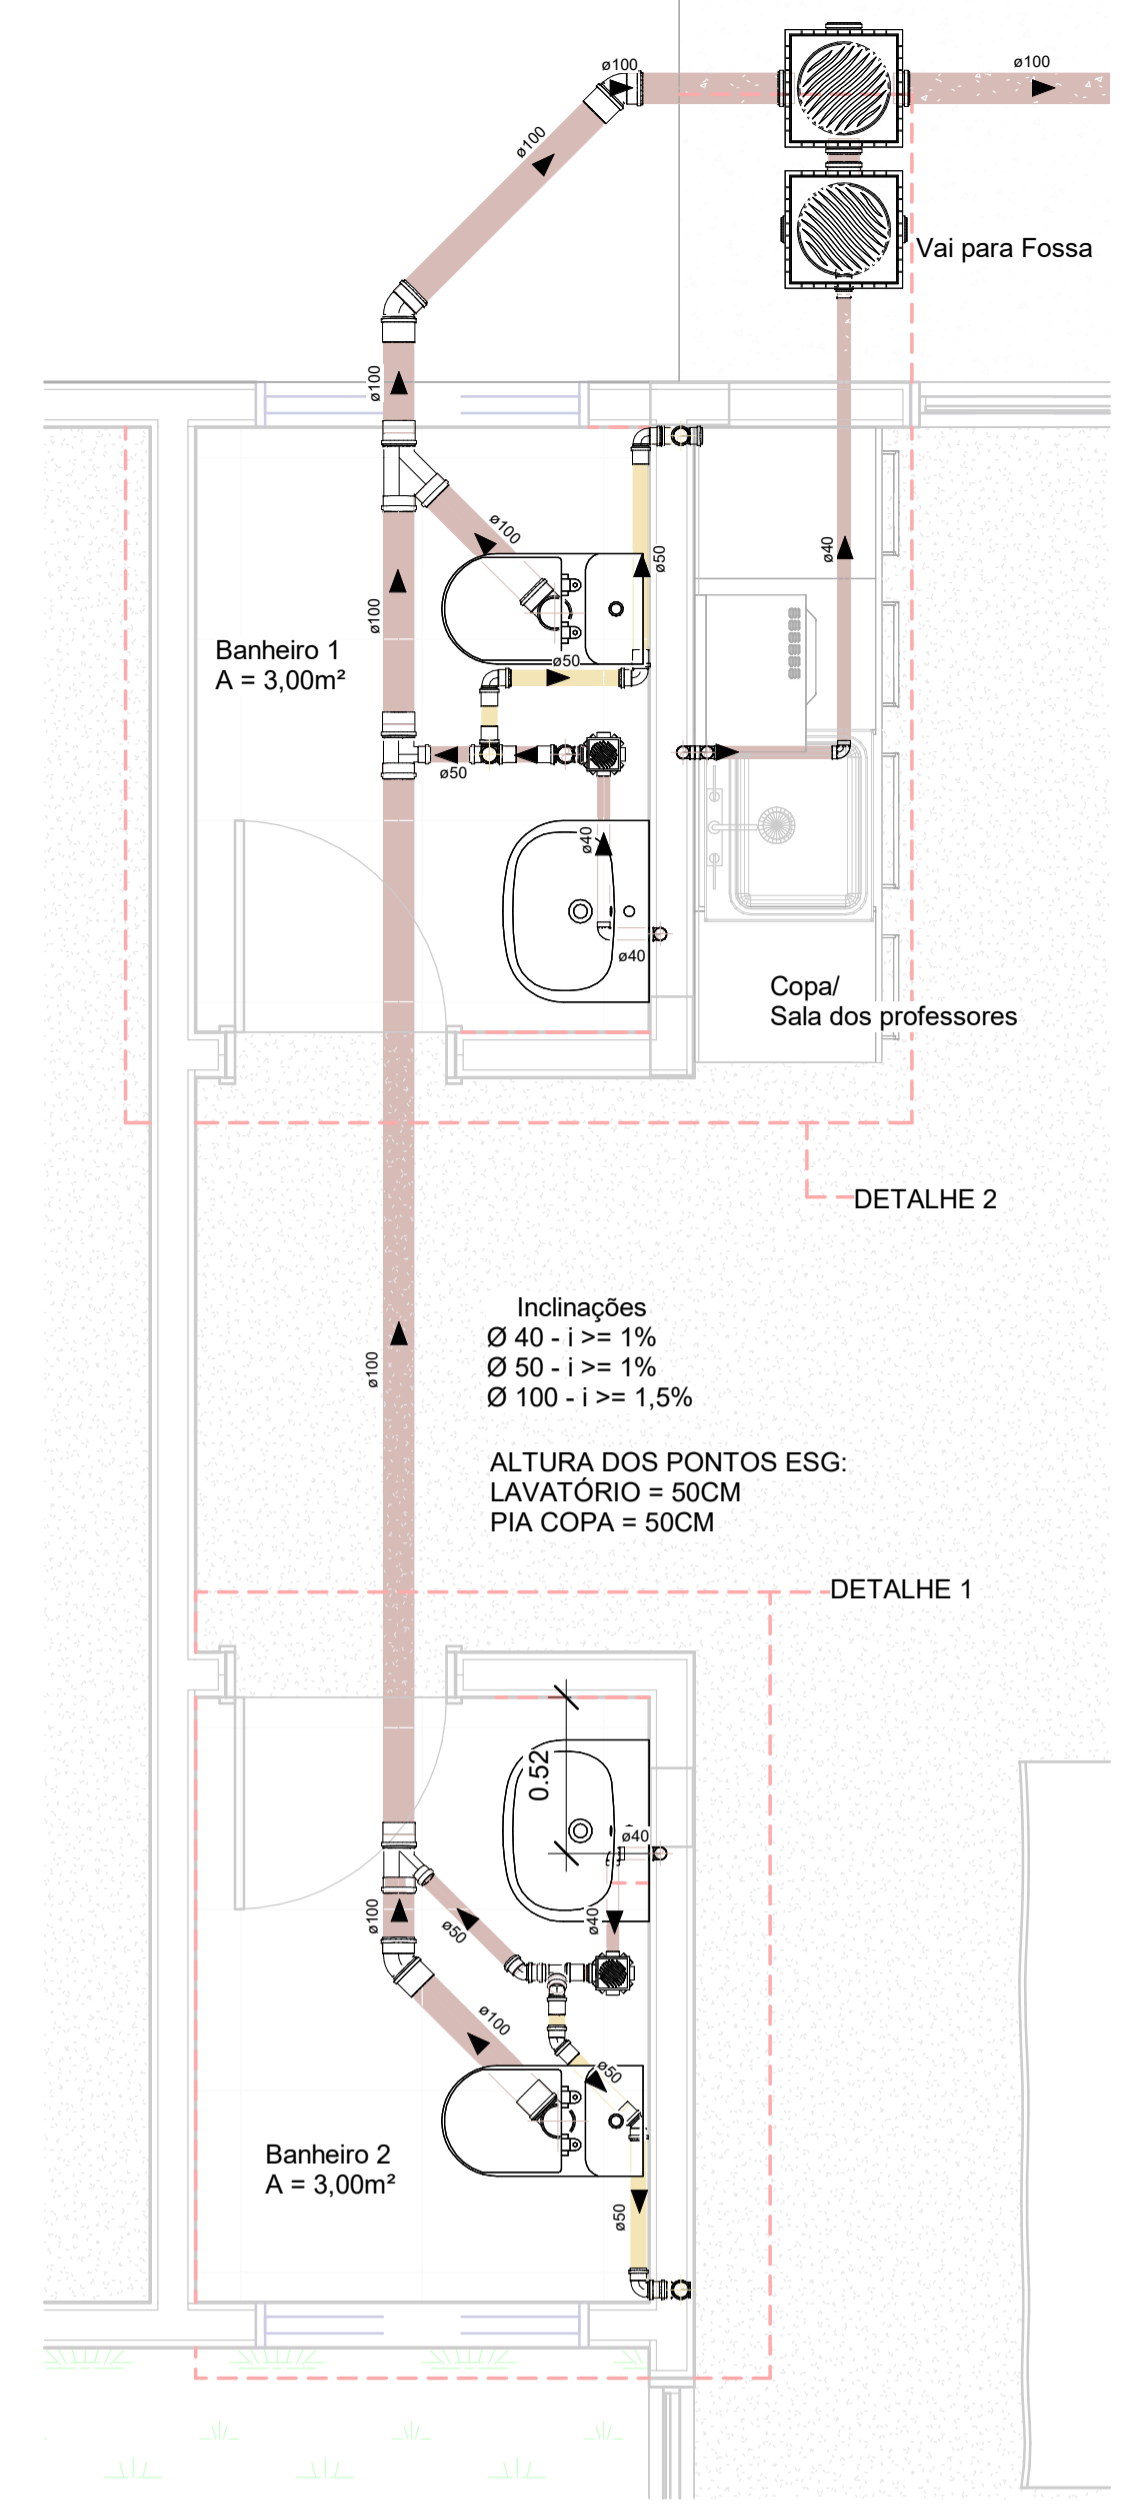 ø100
ø100
ø100
Vai para Fossa
ø100
ø100
ø50
ø40
ø100
Banheiro 1
A = 3,00m²
ø50
ø50
ø40
ø40
Copa/
Sala dos professores
DETALHE 2
Inclinações
Ø 40 - i >= 1%
Ø 50 - i >= 1%
Ø 100 - i >= 1,5%
ø100
ALTURA DOS PONTOS ESG:
LAVATÓRIO = 50CM
PIA COPA = 50CM
DETALHE 1
0.52
ø40
ø100
ø50
ø40
ø100
ø50
Banheiro 2
A = 3,00m²
ø50